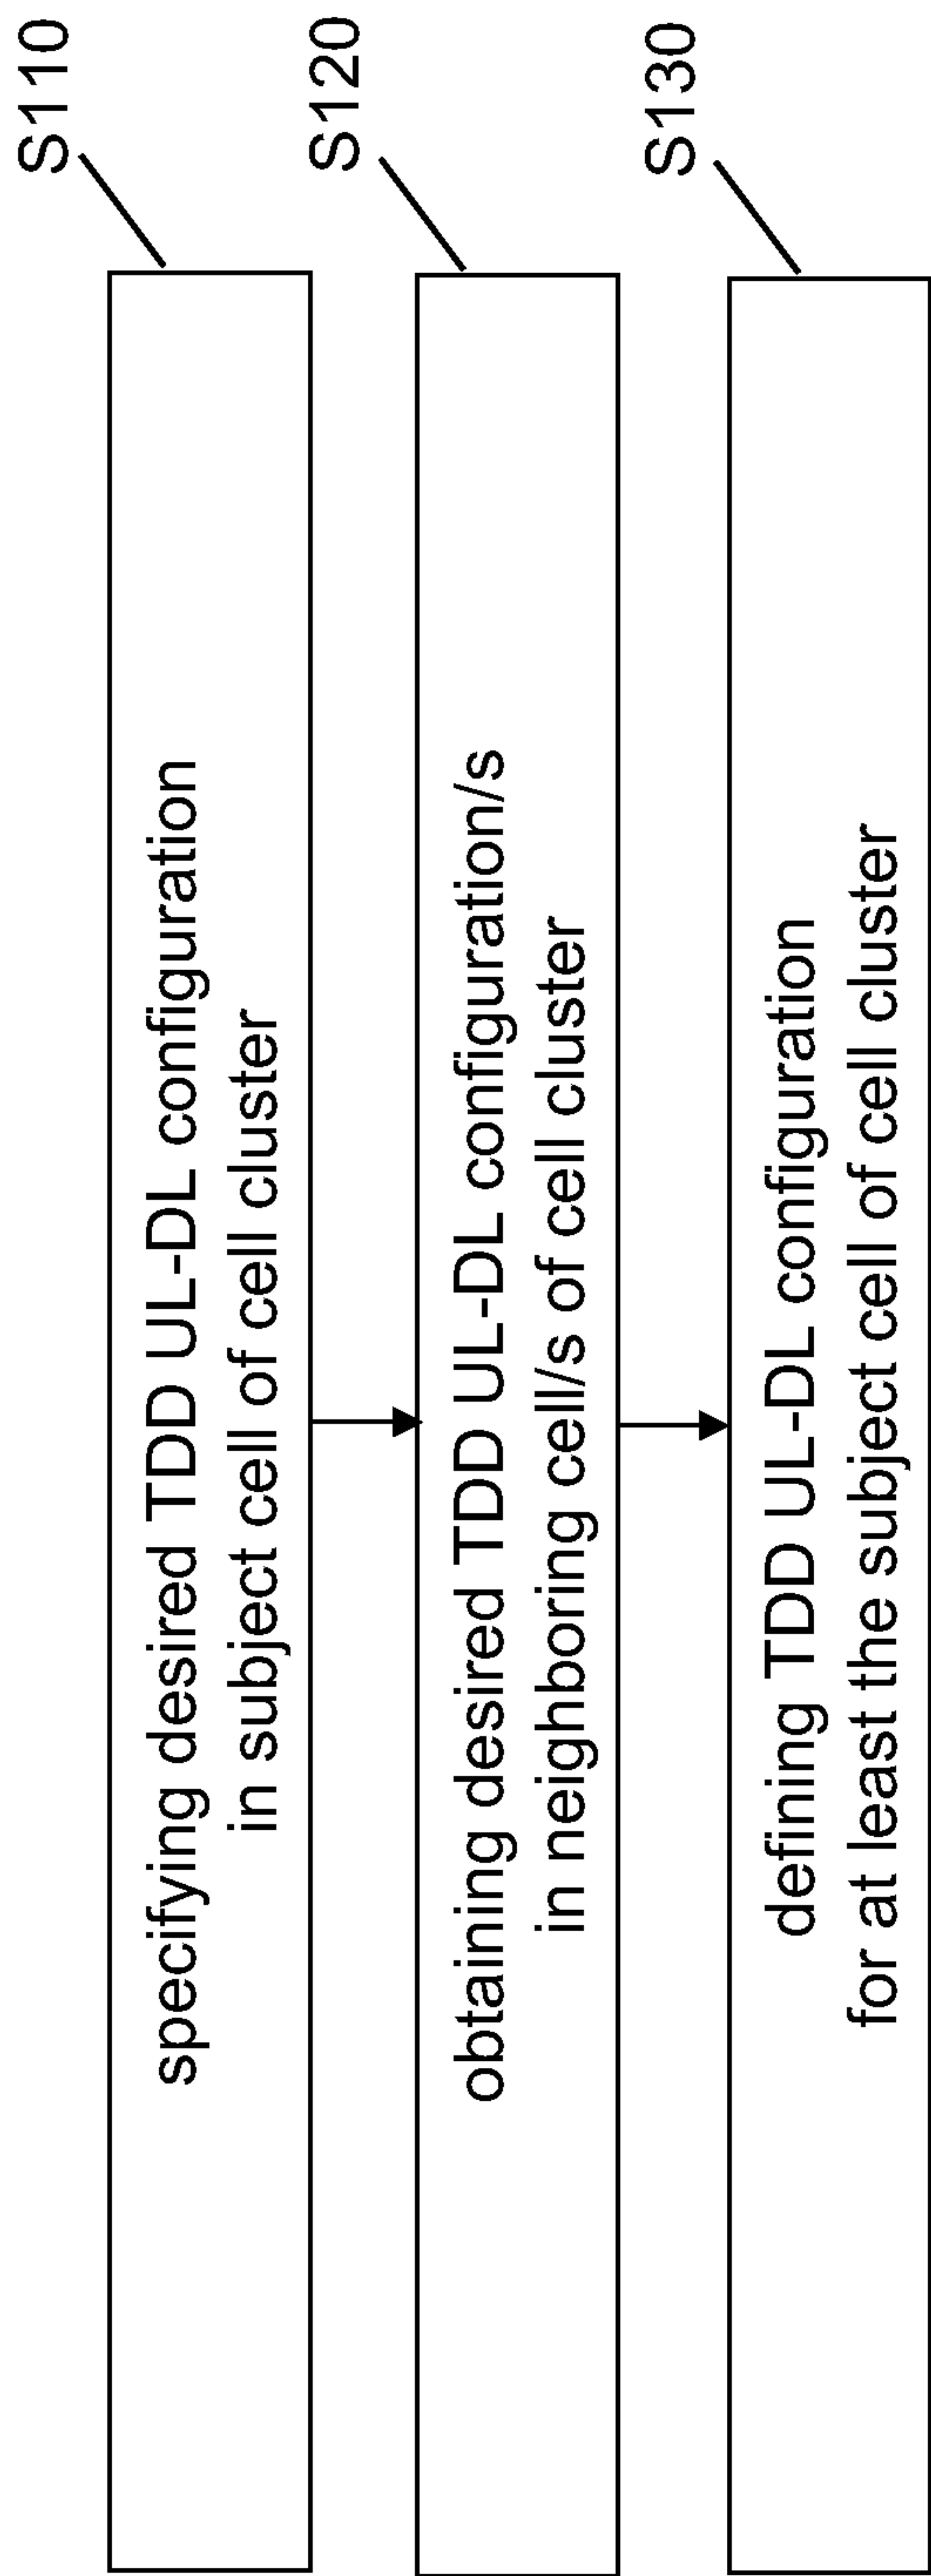 S110
specifying desired TDD UL-DL configuration
in subject cell of cell cluster
S120
obtaining desired TDD UL-DL configuration/s
in neighboring cell/s of cell cluster
S130
defining TDD UL-DL configuration
for at least the subject cell of cell cluster